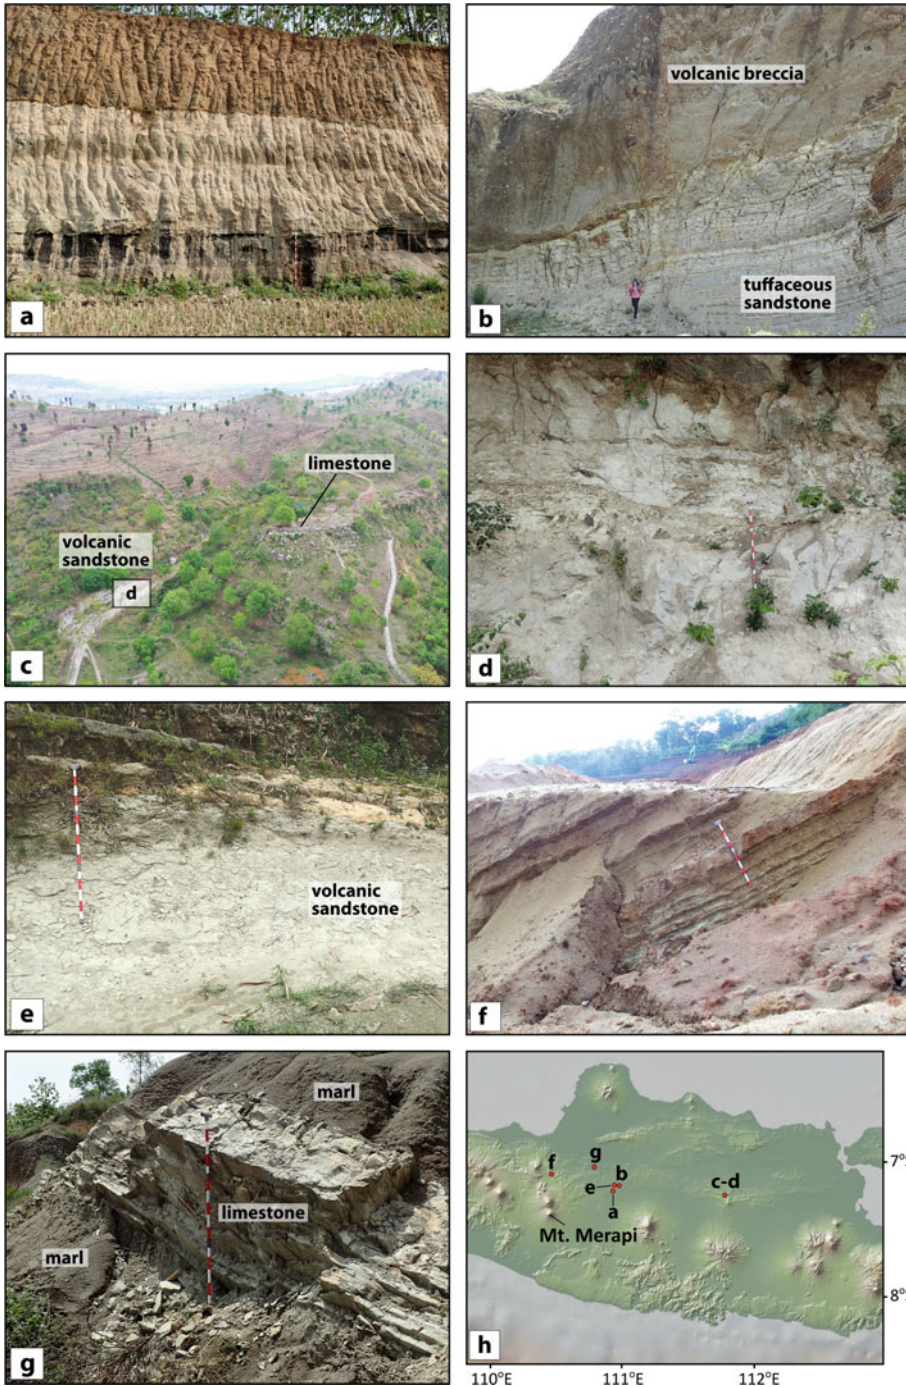 a
volcanic breccia
tuffaceous
sandstone
b
limestone
volcanic
sandstone
d
c
d
volcanic
sandstone
e
f
marl
limestone
marl
g
f
g
e
b
a
c-d
Mt. Merapi
7°
8°
h
110°E
111°E
112°E